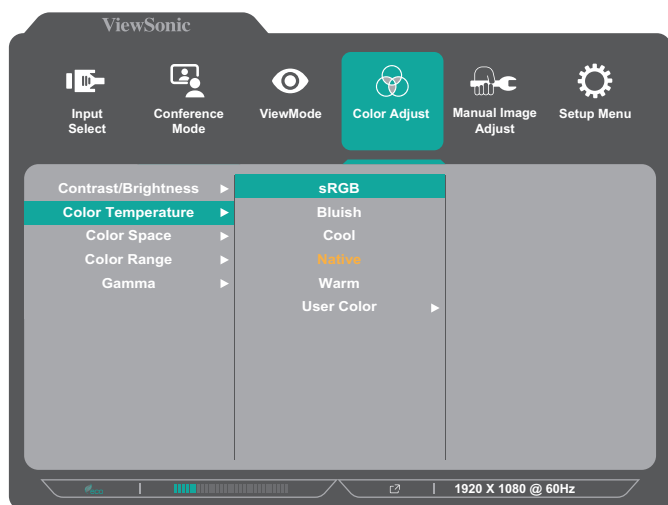 ViewSonic
Input
Select
Conference
Mode
ViewMode
Color Adjust
Manual Image
Adjust
Setup Menu
Contrast/Brightness
Color Temperature
Color Space
Color Range
Gamma
sRGB
Bluish
Cool
Native
Warm
User Color
eco
1920 X 1080 @ 60Hz